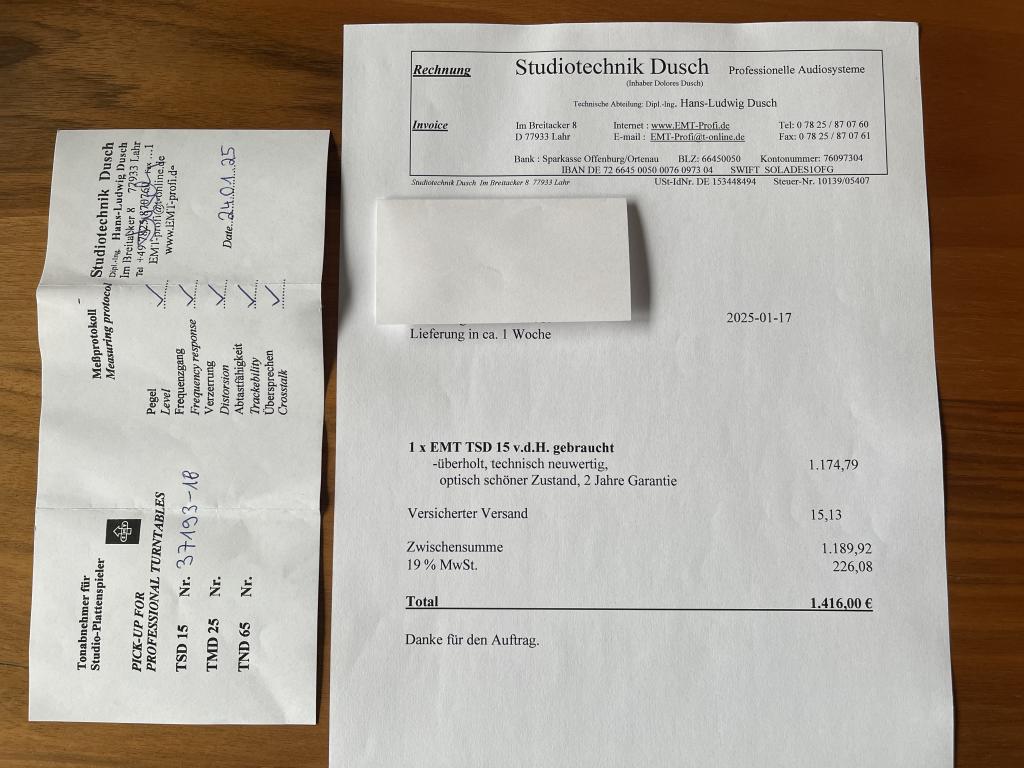 Tonabnehmer für
Studio-Plattenspieler
PICK-UP FOR
PROFESSIONAL TURNTABLES
TSD 15 Nr. 37193-18
TMD 25 Nr.
TND 65 Nr.
Meßprotokoll
Measuring protocol
Pegel
Level
Frequenzgang
Frequency response
Verzerrung
Distorsion
Abtastfähigkeit
Trackebility
Übersprechen
Crosstalk
Studiotechnik Dusch
Dipl.-Ing. Hans-Ludwig Dusch
Im Breitacker 8 77933 Lahr
Tel
EMT-profi@t-online.de
www.EMT-profi.de
Date 24.01.25
Rechnung Studiotechnik Dusch Professionelle Audiosysteme
(Inhaber Dolores Dusch)
Technische Abteilung: Dipl.-Ing. Hans-Ludwig Dusch
Invoice Im Breitacker 8 Internet : www.EMT-Profi.de Tel: 0 78 25 / 87 07 60
D 77933 Lahr E-mail : EMT-Profi@t-online.de Fax: 0 78 25 / 87 07 61
Bank : Sparkasse Offenburg/Ortenau BLZ: 66450050 Kontonummer: 76097304
IBAN DE 72 6645 0050 0076 0973 04 SWIFT SOLADES1OFG
Studiotechnik Dusch Im Breitacker 8 77933 Lahr USt-IdNr. DE 153448494 Steuer-Nr. 10139/05407
2025-01-17
Lieferung in ca. 1 Woche
1 x EMT TSD 15 v.d.H. gebraucht
-überholt, technisch neuwertig, 1.174,79
optisch schöner Zustand, 2 Jahre Garantie
Versicherter Versand 15,13
Zwischensumme 1.189,92
19 % MwSt. 226,08
Total 1.416,00 €
Danke für den Auftrag.